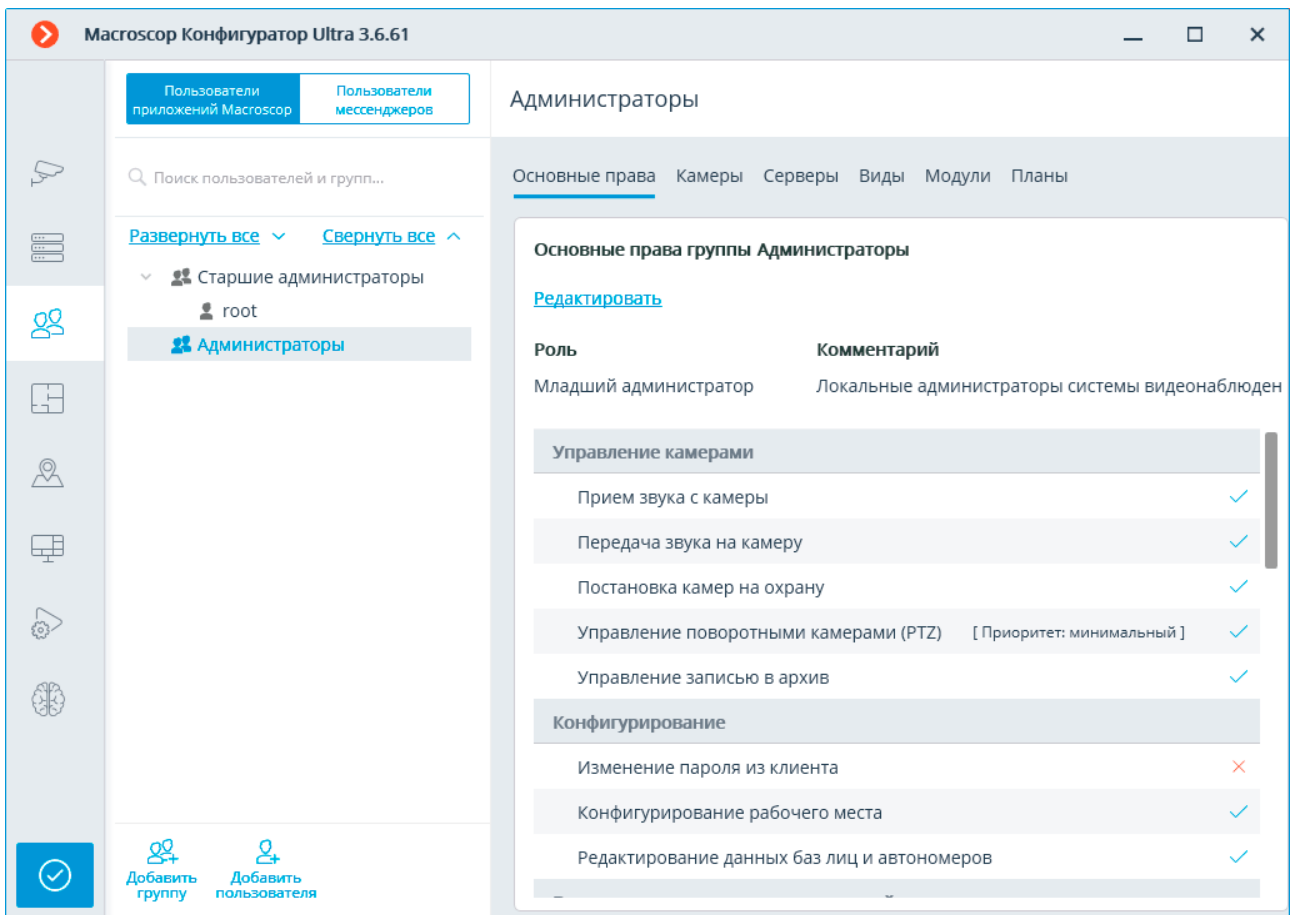 Macroscop Конфигуратор Ultra 3.6.61
Пользователи
приложений Macroscop
Пользователи
мессенджеров
Поиск пользователей и групп...
Развернуть все
Свернуть все
Старшие администраторы
root
Администраторы
Добавить
группу
Добавить
пользователя
Администраторы
Основные права Камеры Серверы Виды Модули Планы
Основные права группы Администраторы
Редактировать
Роль Комментарий
Младший администратор Локальные администраторы системы видеонаблюден
Управление камерами
Прием звука с камеры
Передача звука на камеру
Постановка камер на охрану
Управление поворотными камерами (PTZ) [ Приоритет: минимальный ]
Управление записью в архив
Конфигурирование
Изменение пароля из клиента
Конфигурирование рабочего места
Редактирование данных баз лиц и автономеров